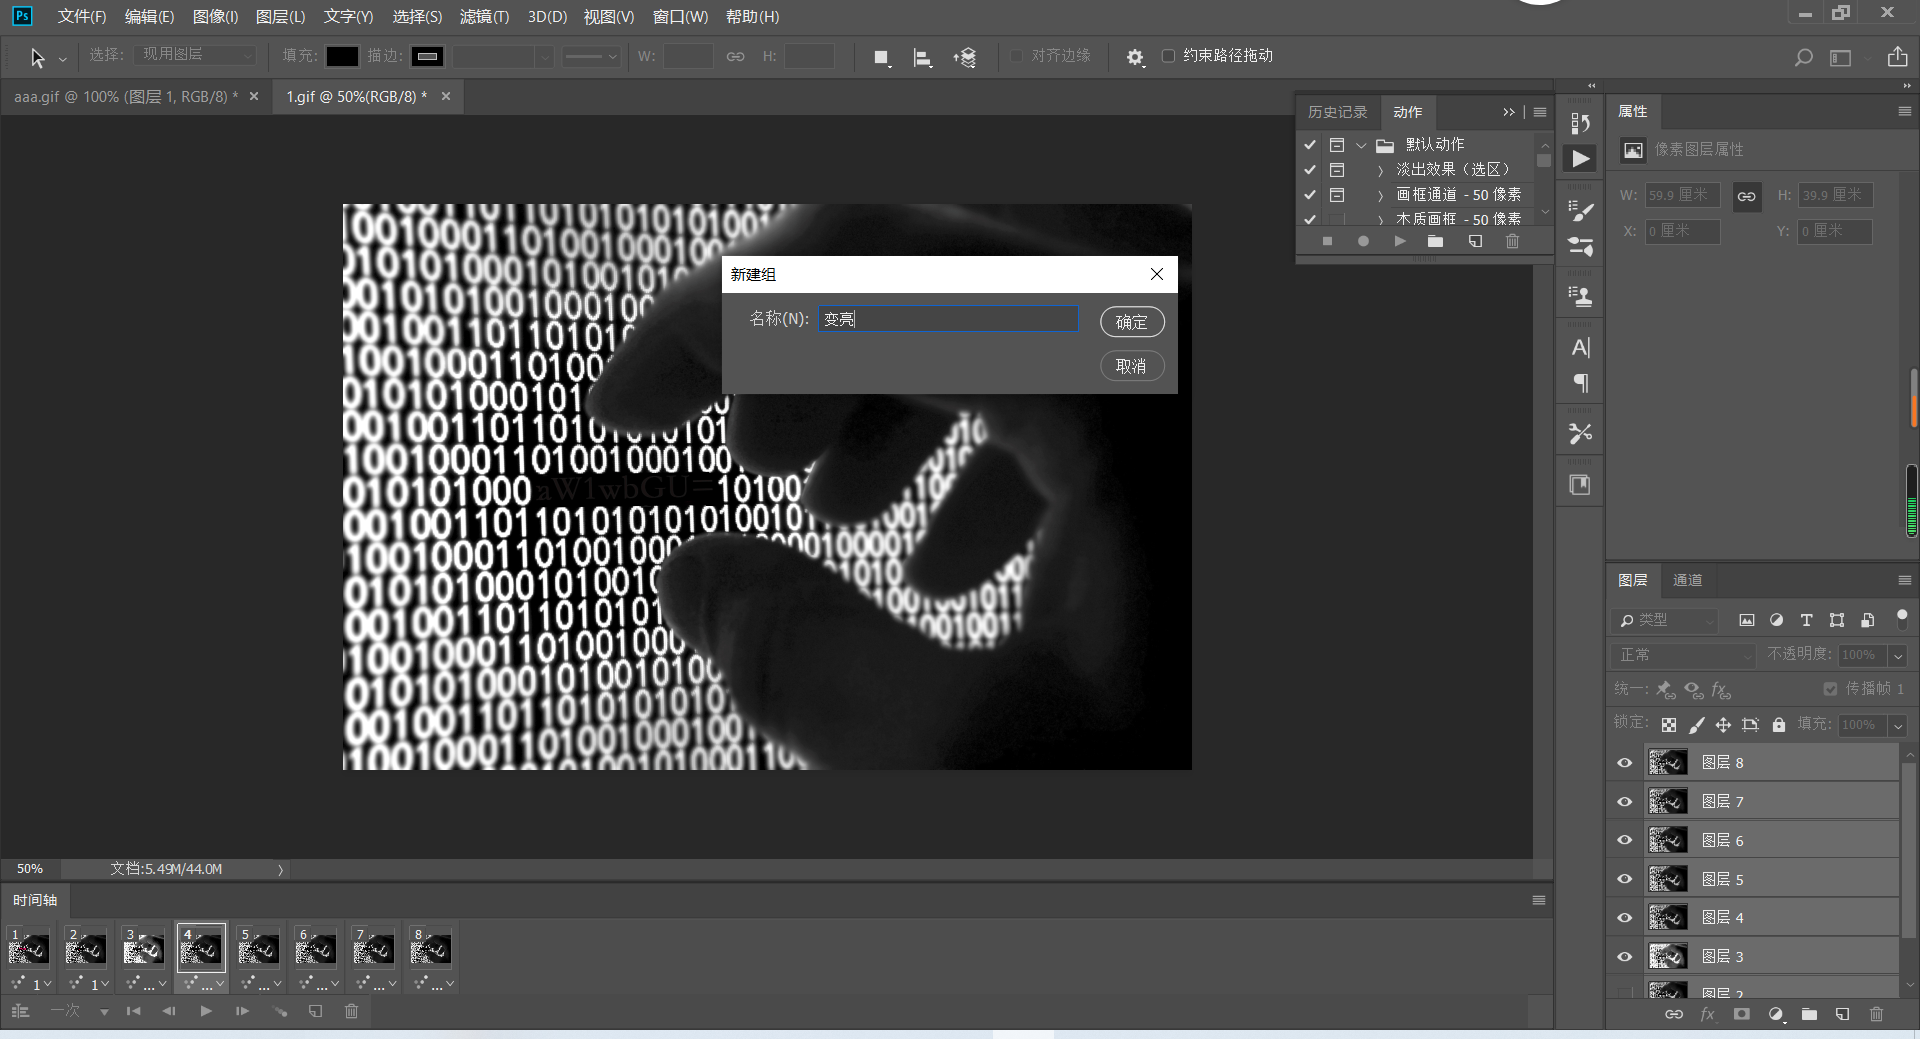 Ps 文件(F) 编辑(E) 图像(I) 图层(L) 文字(Y) 选择(S) 滤镜(T) 3D(D) 视图(V) 窗口(W) 帮助(H)
选择: 现用图层 填充: 描边: W: H: 对齐边缘 约束路径拖动
aaa.gif @ 100% (图层 1, RGB/8) * 1.gif @ 50%(RGB/8) *
历史记录 动作
默认动作
淡出效果（选区）
画框通道 - 50 像素
木质画框 - 50 像素
属性
像素图层属性
W: 59.9 厘米 H: 39.9 厘米
X: 0 厘米 Y: 0 厘米
新建组
名称(N): 变亮
确定
取消
aW1wbGU=
图层 通道
类型
正常 不透明度: 100%
统一: 传播帧 1
锁定: 填充: 100%
图层 8
图层 7
图层 6
图层 5
图层 4
图层 3
图层 2
50% 文档:5.49M/44.0M
时间轴
1 2 3 4 5 6 7 8
1 1 ... ... ... ... ... ...
一次